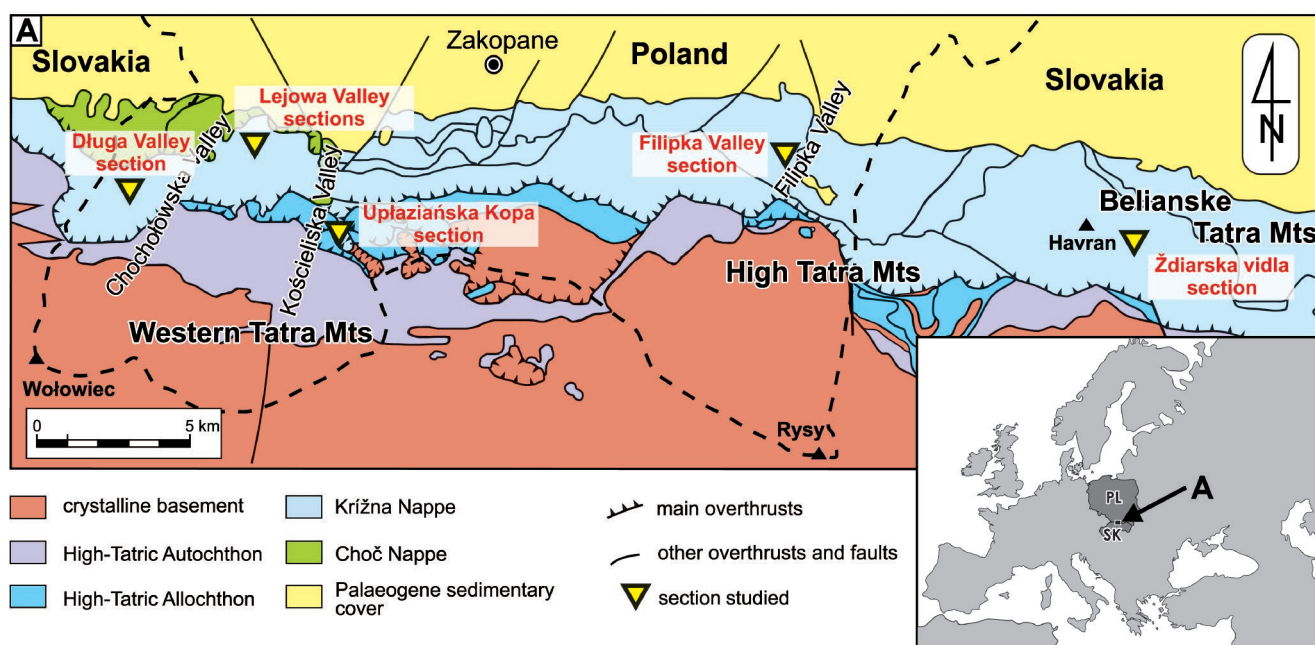 A
Slovakia
Zakopane
Poland
Slovakia
N
Lejowa Valley
sections
Długa Valley
section
Chochołowska Valley
Kościeliska Valley
Filipka Valley
section
Filipka Valley
Upłaziańska Kopa
section
Belianske
Tatra Mts
Havran
Ždiarska vidla
section
High Tatra Mts
Western Tatra Mts
Wołowiec
0 5 km
Rysy
crystalline basement
High-Tatric Autochthon
High-Tatric Allochthon
Krížna Nappe
Choč Nappe
Palaeogene sedimentary
cover
main overthrusts
other overthrusts and faults
section studied
PL
SK
A